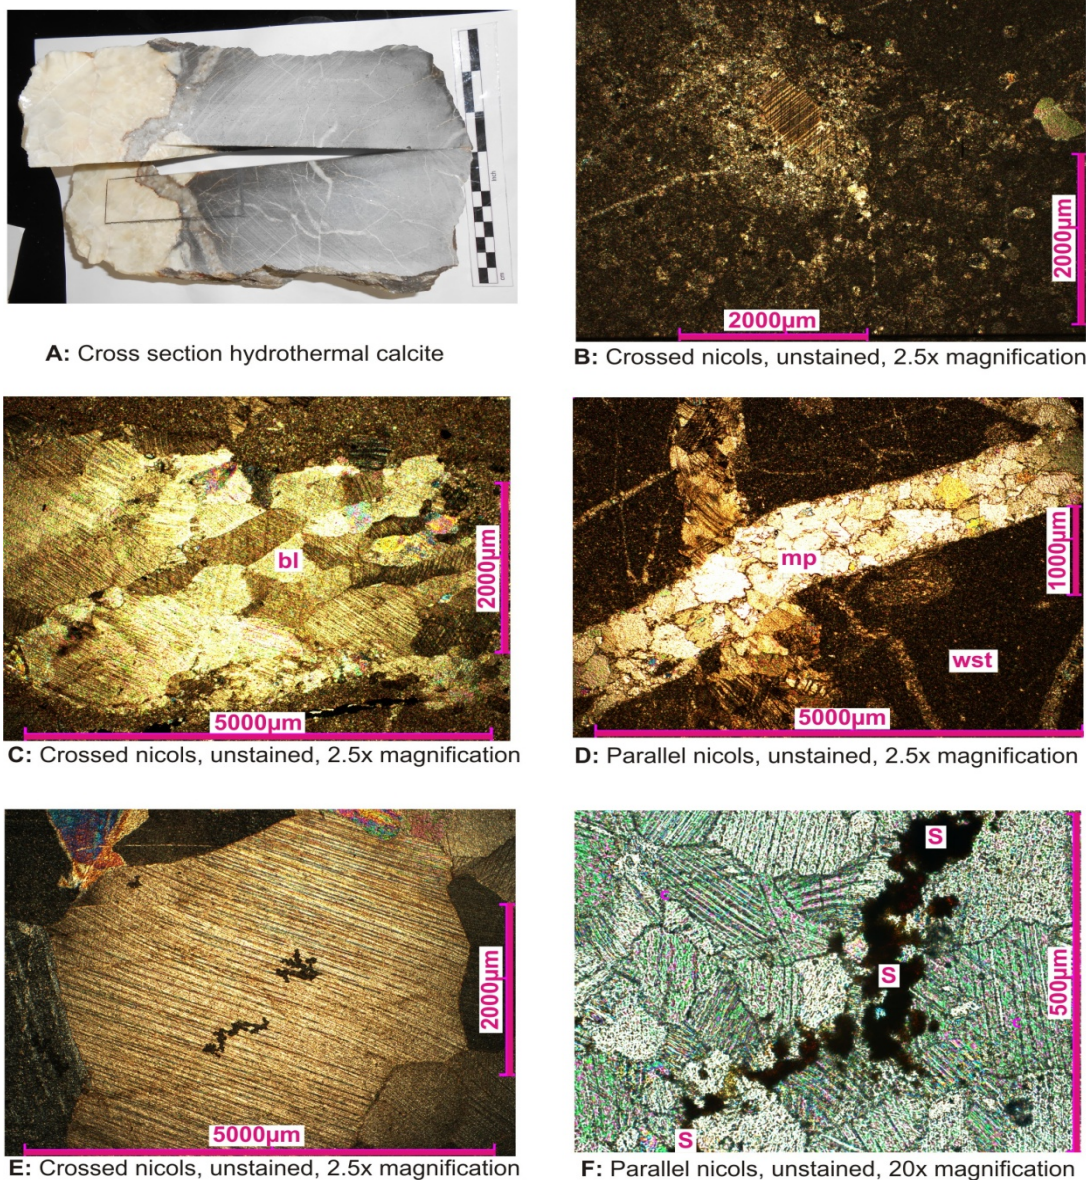 inch
cm
A: Cross section hydrothermal calcite
2000µm
2000µm
B: Crossed nicols, unstained, 2.5x magnification
bl
2000µm
5000µm
C: Crossed nicols, unstained, 2.5x magnification
mp
1000µm
wst
5000µm
D: Parallel nicols, unstained, 2.5x magnification
2000µm
5000µm
E: Crossed nicols, unstained, 2.5x magnification
S
S
500µm
S
F: Parallel nicols, unstained, 20x magnification